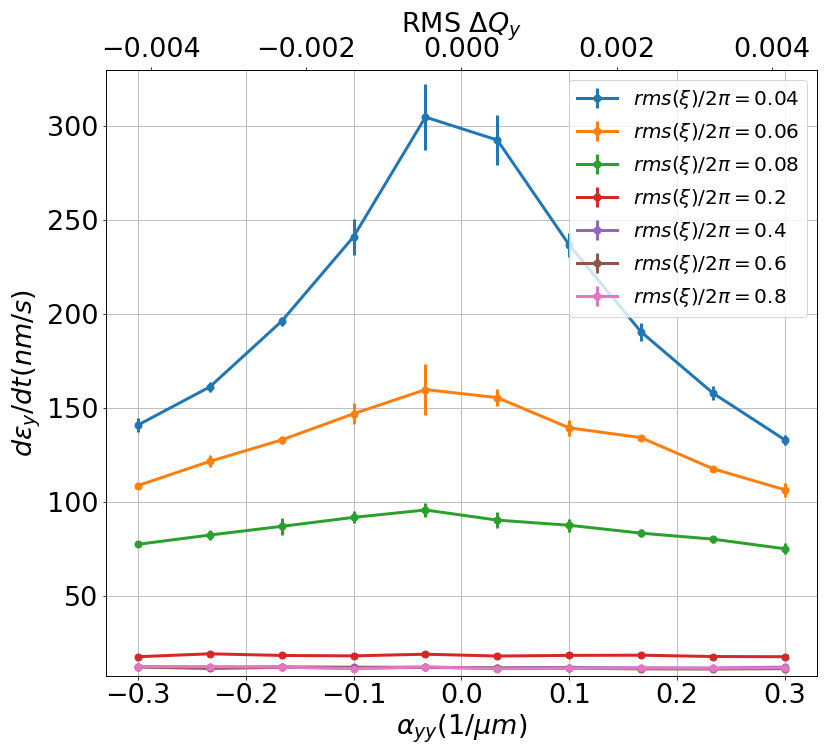 RMS ΔQ_y
−0.004 −0.002 0.000 0.002 0.004
rms(ξ)/2π = 0.04
rms(ξ)/2π = 0.06
rms(ξ)/2π = 0.08
rms(ξ)/2π = 0.2
rms(ξ)/2π = 0.4
rms(ξ)/2π = 0.6
rms(ξ)/2π = 0.8
300
250
200
150
100
50
dε_y/dt(nm/s)
−0.3 −0.2 −0.1 0.0 0.1 0.2 0.3
α_yy(1/μm)